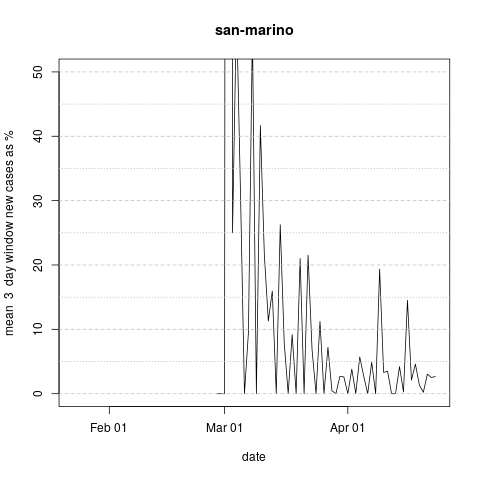 san-marino
mean  3  day window new cases as %
50
40
30
20
10
0
Feb 01
Mar 01
Apr 01
date